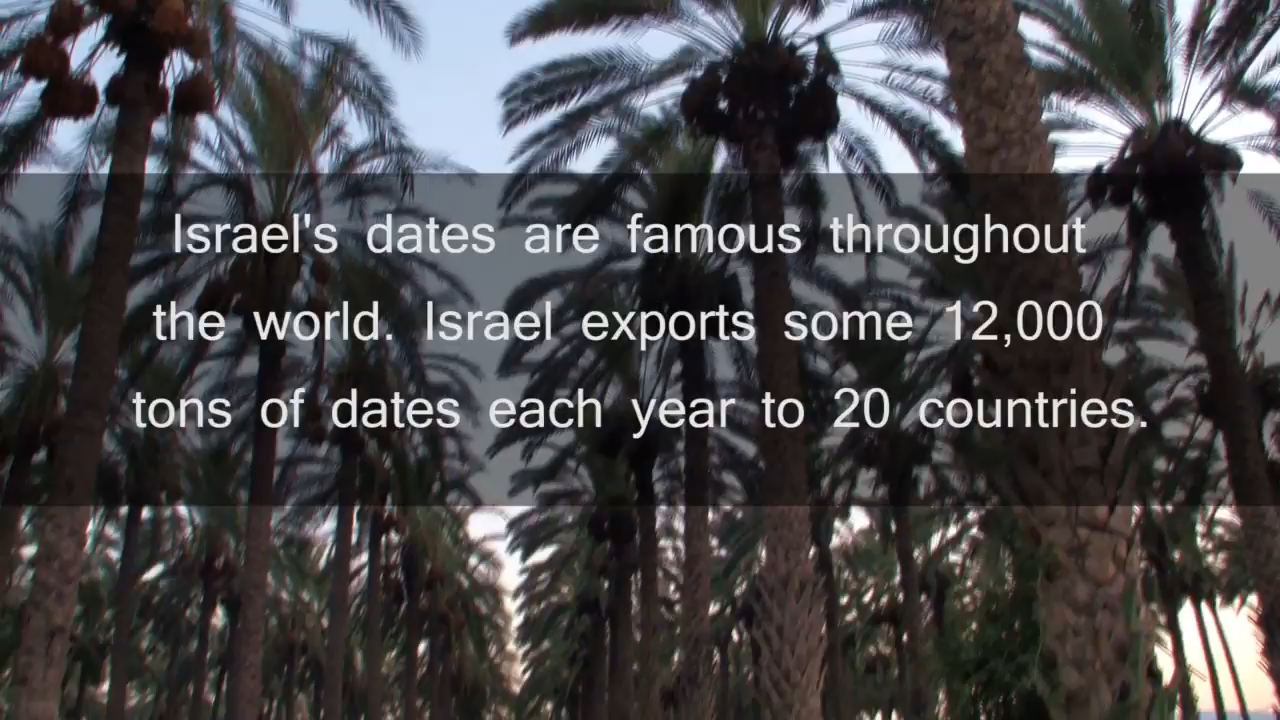 Israel's dates are famous throughout
the world. Israel exports some 12,000
tons of dates each year to 20 countries.